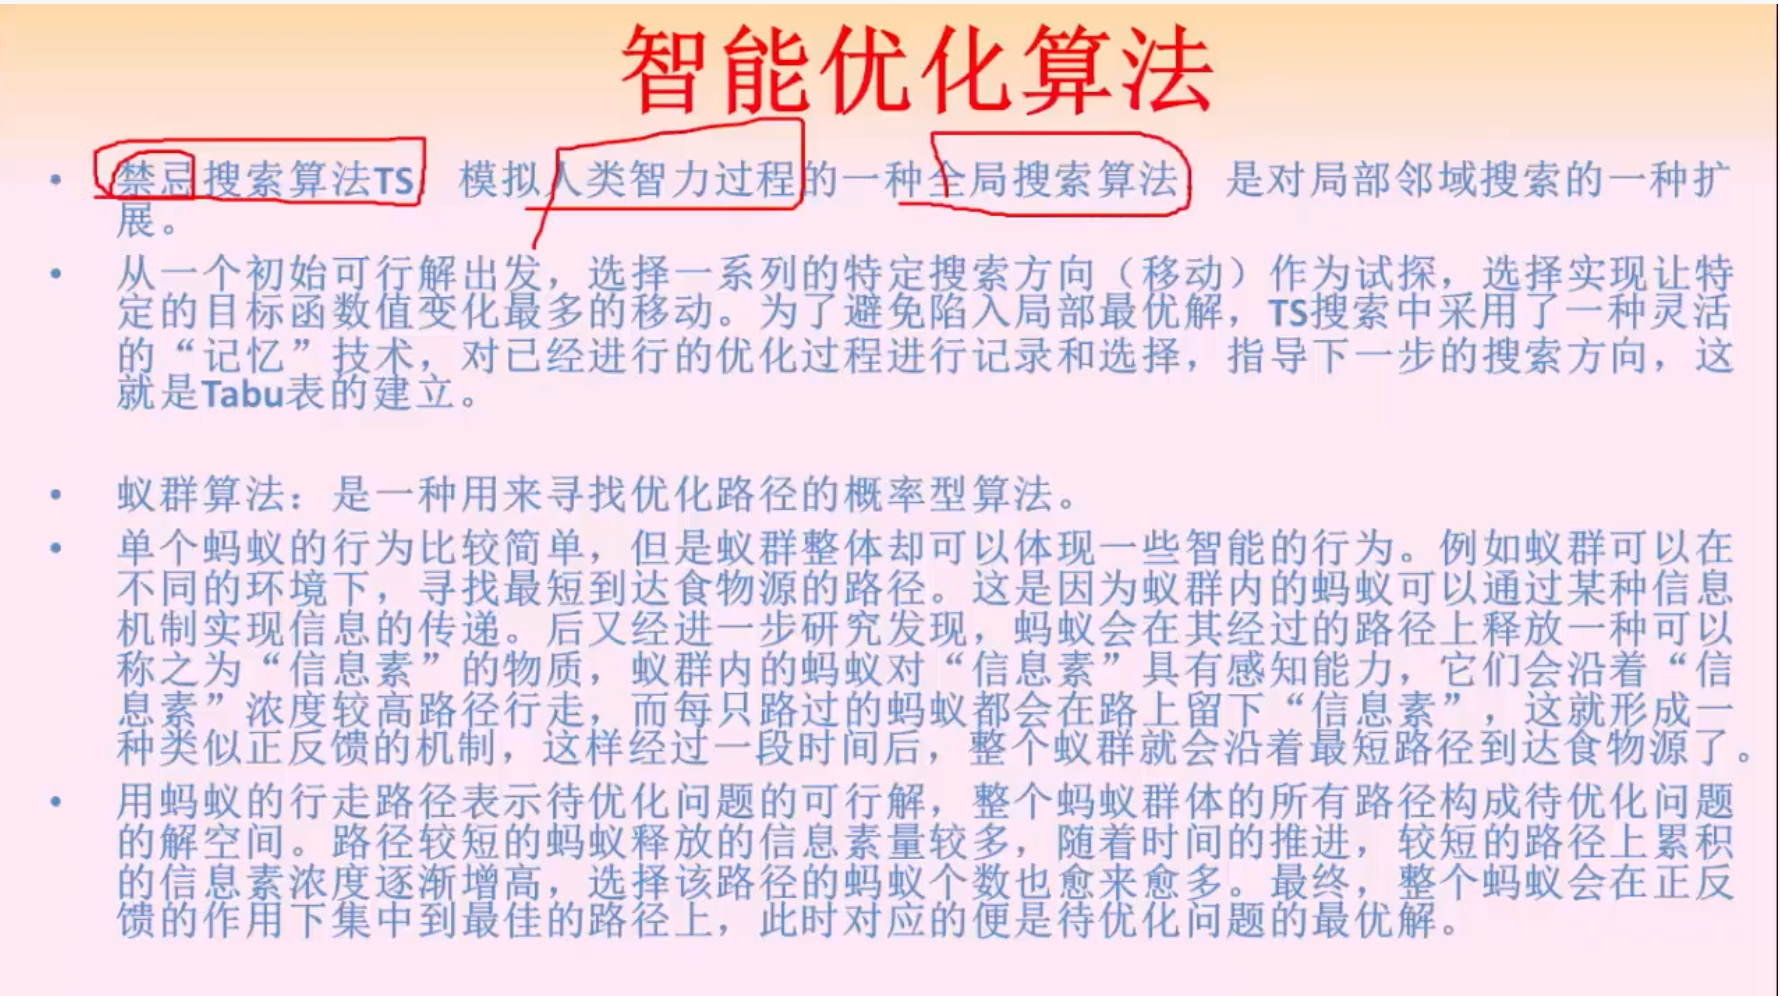 智能优化算法
• 禁忌搜索算法TS 模拟人类智力过程的一种全局搜索算法 是对局部邻域搜索的一种扩
展。
• 从一个初始可行解出发，选择一系列的特定搜索方向（移动）作为试探，选择实现让特
定的目标函数值变化最多的移动。为了避免陷入局部最优解，TS搜索中采用了一种灵活
的“记忆”技术，对已经进行的优化过程进行记录和选择，指导下一步的搜索方向，这
就是Tabu表的建立。
• 蚁群算法：是一种用来寻找优化路径的概率型算法。
• 单个蚂蚁的行为比较简单，但是蚁群整体却可以体现一些智能的行为。例如蚁群可以在
不同的环境下，寻找最短到达食物源的路径。这是因为蚁群内的蚂蚁可以通过某种信息
机制实现信息的传递。后又经进一步研究发现，蚂蚁会在其经过的路径上释放一种可以
称之为“信息素”的物质，蚁群内的蚂蚁对“信息素”具有感知能力，它们会沿着“信
息素”浓度较高路径行走，而每只路过的蚂蚁都会在路上留下“信息素”，这就形成一
种类似正反馈的机制，这样经过一段时间后，整个蚁群就会沿着最短路径到达食物源了。
• 用蚂蚁的行走路径表示待优化问题的可行解，整个蚂蚁群体的所有路径构成待优化问题
的解空间。路径较短的蚂蚁释放的信息素量较多，随着时间的推进，较短的路径上累积
的信息素浓度逐渐增高，选择该路径的蚂蚁个数也愈来愈多。最终，整个蚂蚁会在正反
馈的作用下集中到最佳的路径上，此时对应的便是待优化问题的最优解。